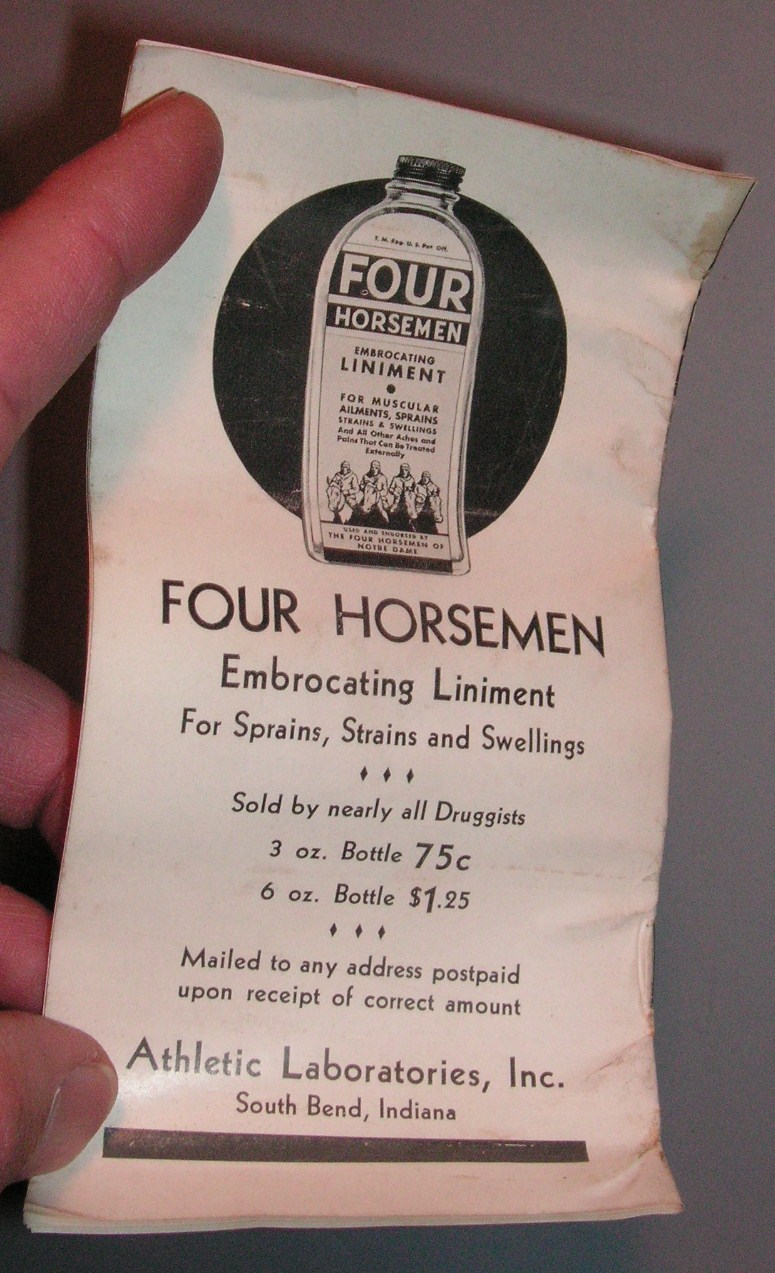 T. M. Reg. U. S. Pat. Off.
FOUR
HORSEMEN
EMBROCATING
LINIMENT
FOR MUSCULAR
AILMENTS, SPRAINS
STRAINS & SWELLINGS
And All Other Aches and
Pains That Can Be Treated
Externally
USED AND ENDORSED BY
THE FOUR HORSEMEN OF
NOTRE DAME
FOUR HORSEMEN
Embrocating Liniment
For Sprains, Strains and Swellings
Sold by nearly all Druggists
3 oz. Bottle 75c
6 oz. Bottle $1.25
Mailed to any address postpaid
upon receipt of correct amount
Athletic Laboratories, Inc.
South Bend, Indiana